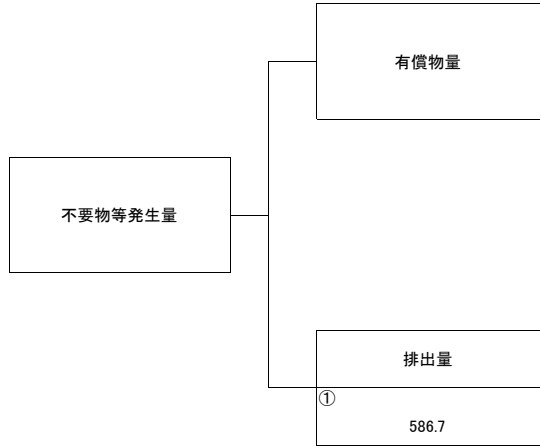 有償物量
不要物等発生量
排出量
①
586.7